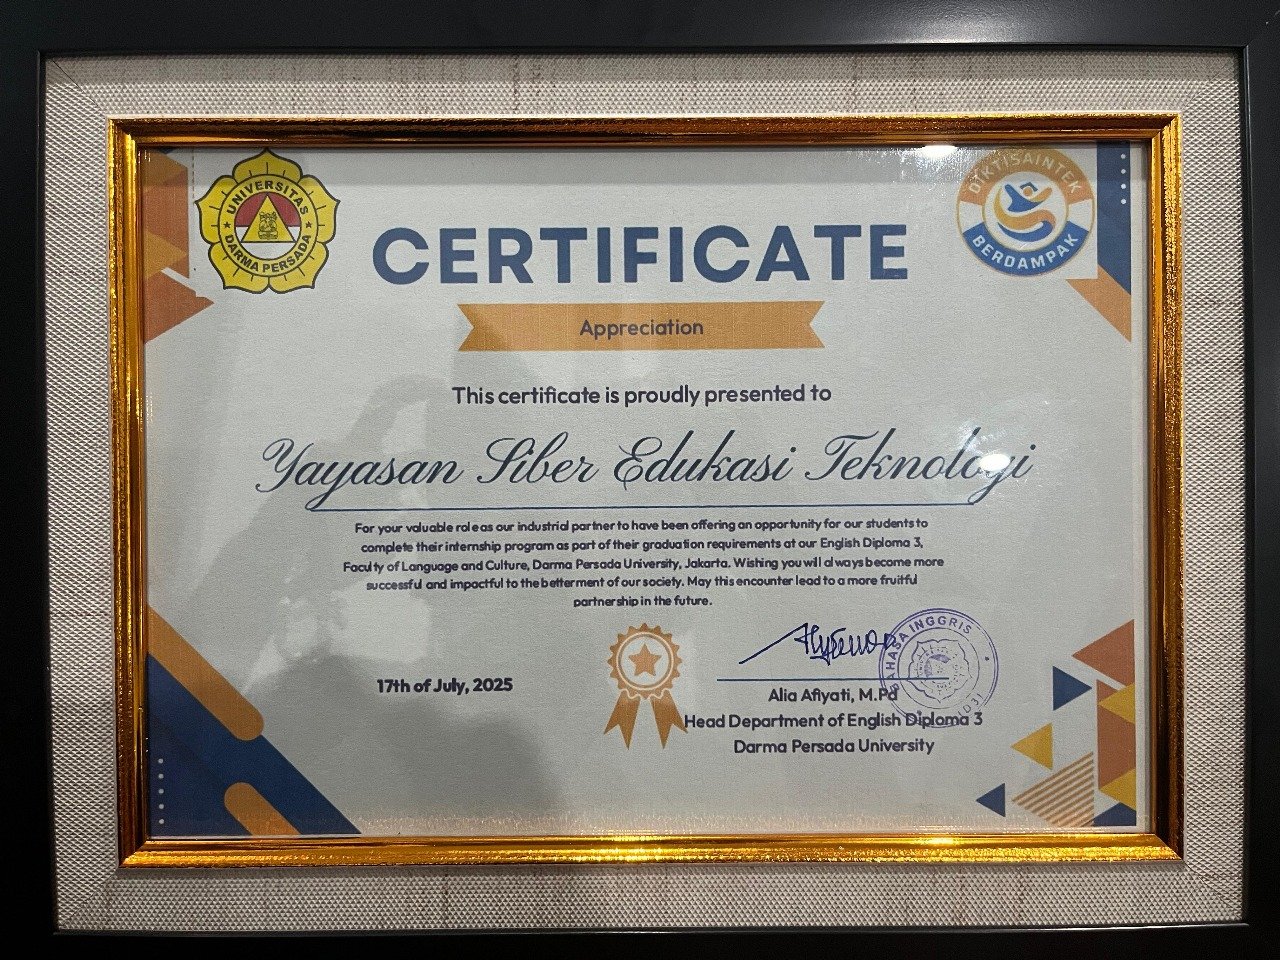 UNIVERSITAS
DARMA PERSADA
DIKTISAINTEK
BERDAMPAK
CERTIFICATE
Appreciation
This certificate is proudly presented to
Yayasan Siber Edukasi Teknologi
For your valuable role as our industrial partner to have been offering an opportunity for our students to
complete their internship program as part of their graduation requirements at our English Diploma 3,
Faculty of Language and Culture, Darma Persada University, Jakarta. Wishing you will always become more
successful and impactful to the betterment of our society. May this encounter lead to a more fruitful
partnership in the future.
17th of July, 2025
BAHASA INGGRIS
Alia Afiyati, M.Pd
Head Department of English Diploma 3
Darma Persada University